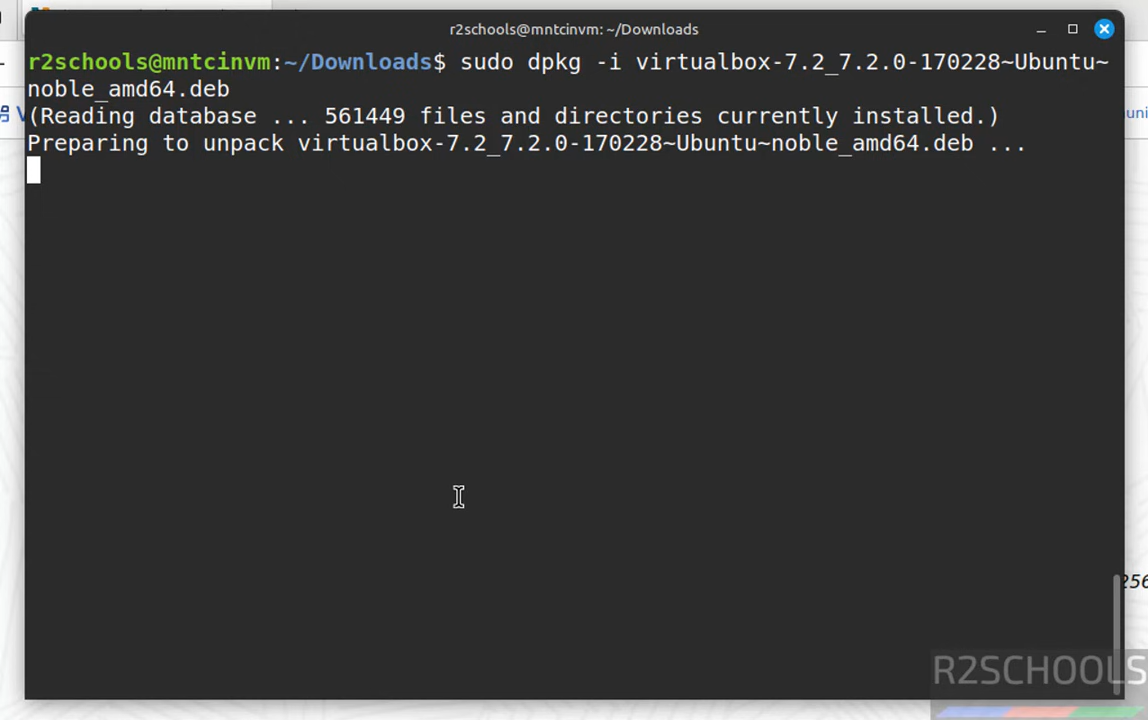 r2schools@mntcinvm: ~/Downloads
r2schools@mntcinvm:~/Downloads$ sudo dpkg -i virtualbox-7.2_7.2.0-170228~Ubuntu~
noble_amd64.deb
(Reading database ... 561449 files and directories currently installed.)
Preparing to unpack virtualbox-7.2_7.2.0-170228~Ubuntu~noble_amd64.deb ...
uni
256
R2SCHOOLS